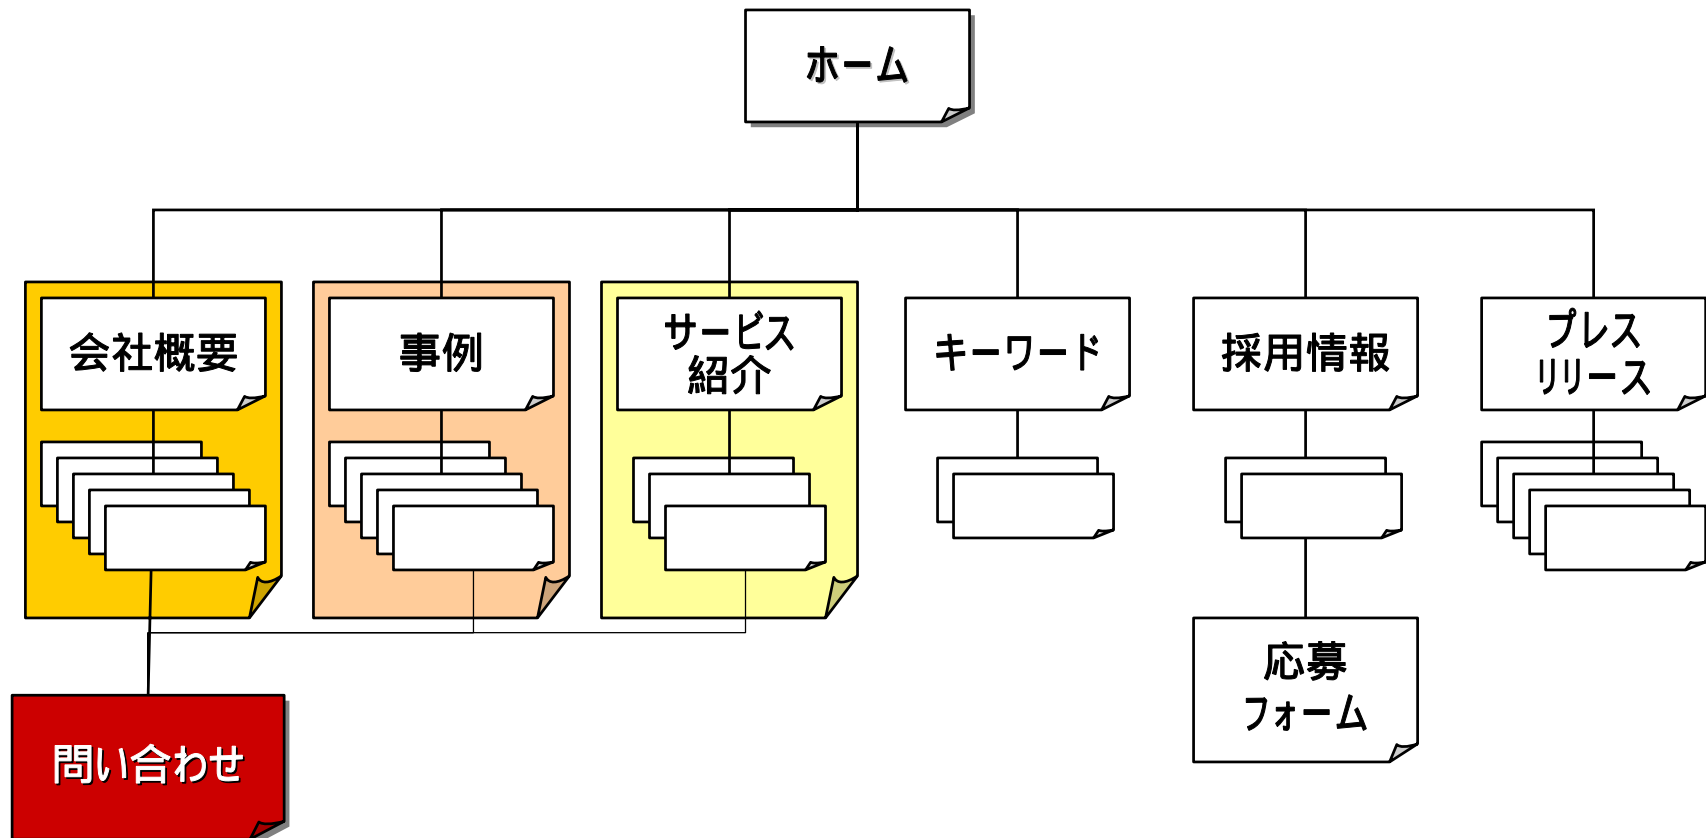 ホーム
会社概要
事例
サービス
紹介
キーワード
採用情報
プレス
リリース
応募
フォーム
問い合わせ